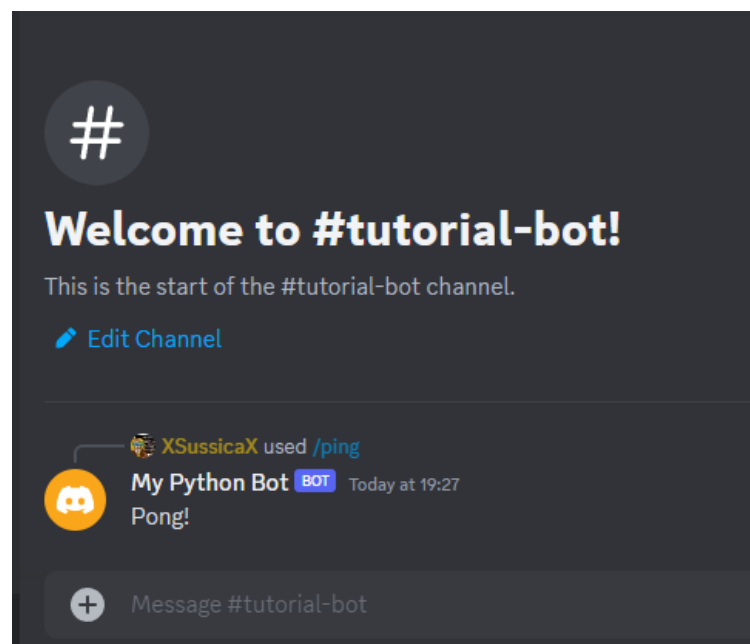 #
Welcome to #tutorial-bot!
This is the start of the #tutorial-bot channel.
Edit Channel
XSussicaX used /ping
My Python Bot BOT Today at 19:27
Pong!
Message #tutorial-bot